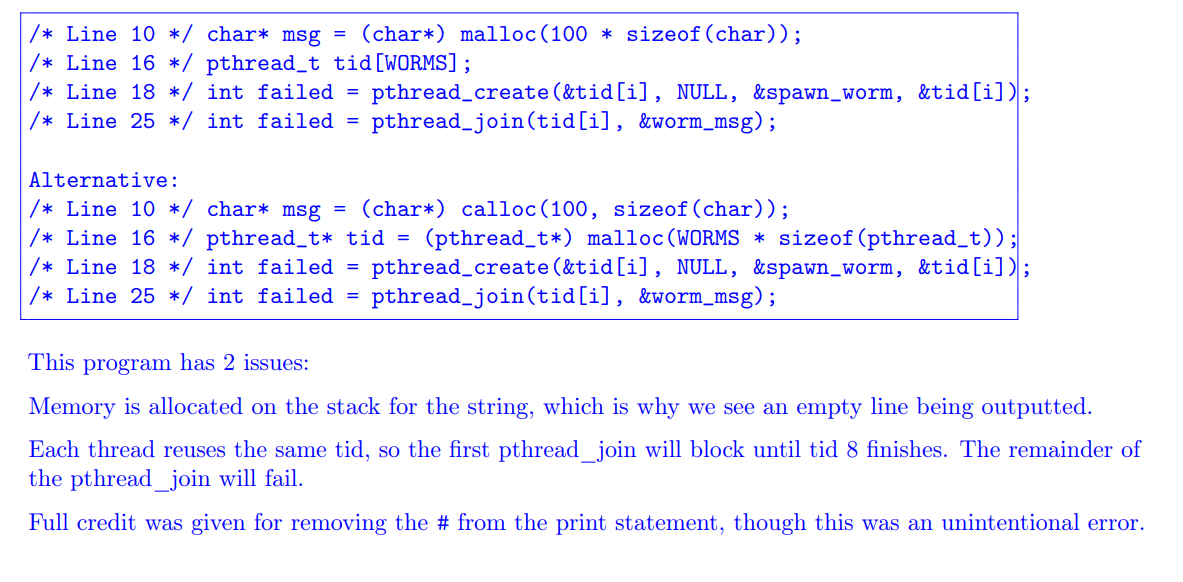 /* Line 10 */ char* msg = (char*) malloc(100 * sizeof(char));
/* Line 16 */ pthread_t tid[WORMS];
/* Line 18 */ int failed = pthread_create(&tid[i], NULL, &spawn_worm, &tid[i]);
/* Line 25 */ int failed = pthread_join(tid[i], &worm_msg);
Alternative:
/* Line 10 */ char* msg = (char*) calloc(100, sizeof(char));
/* Line 16 */ pthread_t* tid = (pthread_t*) malloc(WORMS * sizeof(pthread_t));
/* Line 18 */ int failed = pthread_create(&tid[i], NULL, &spawn_worm, &tid[i]);
/* Line 25 */ int failed = pthread_join(tid[i], &worm_msg);
This program has 2 issues:
Memory is allocated on the stack for the string, which is why we see an empty line being outputted.
Each thread reuses the same tid, so the first pthread_join will block until tid 8 finishes. The remainder of
the pthread_join will fail.
Full credit was given for removing the # from the print statement, though this was an unintentional error.